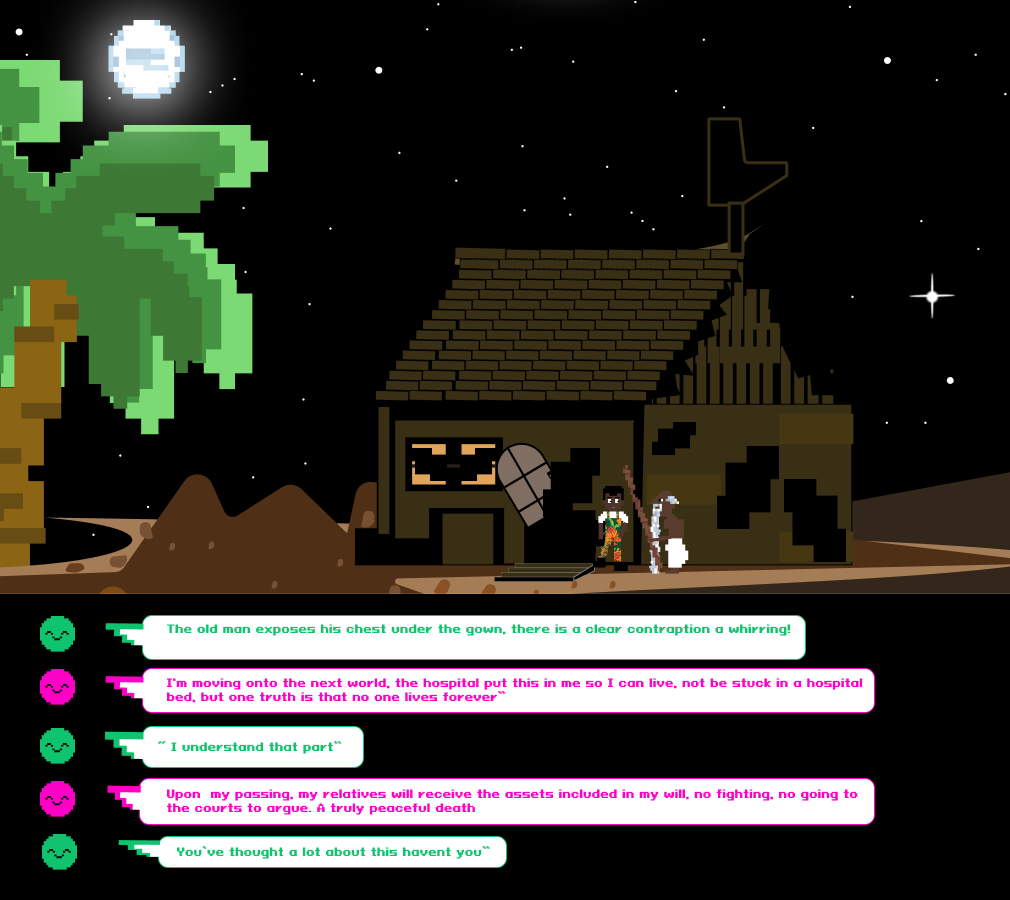 The old man exposes his chest under the gown, there is a clear contraption a whirring!
I'm moving onto the next world, the hospital put this in me so I can live, not be stuck in a hospital
bed, but one truth is that no one lives forever``
`` I understand that part``
Upon  my passing, my relatives will receive the assets included in my will, no fighting, no going to
the courts to argue. A truly peaceful death
You`ve thought a lot about this havent you``